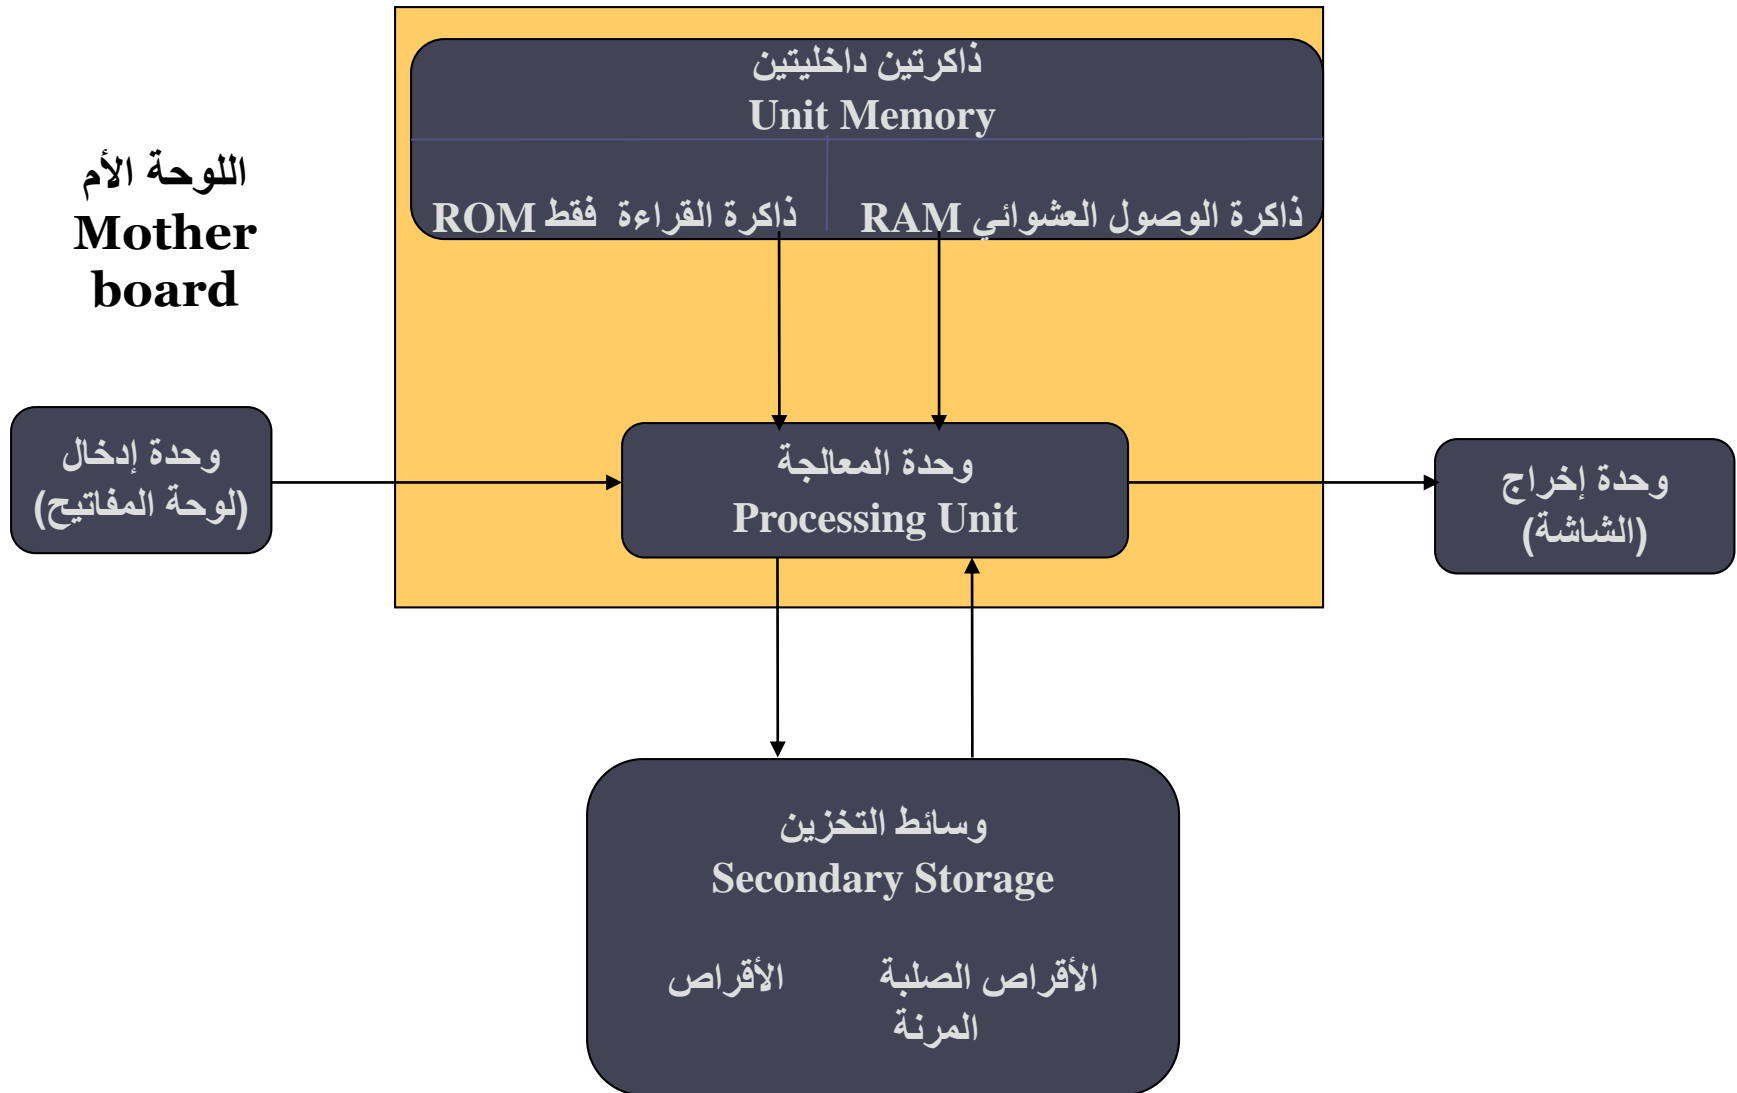 ذاكرتين داخليتين
Unit Memory
ذاكرة الوصول العشوائي RAM
ذاكرة القراءة فقط ROM
اللوحة الأم
Mother
board
وحدة إدخال
(لوحة المفاتيح)
وحدة المعالجة
Processing Unit
وحدة إخراج
(الشاشة)
وسائط التخزين
Secondary Storage
الأقراص الصلبة الأقراص
المرنة